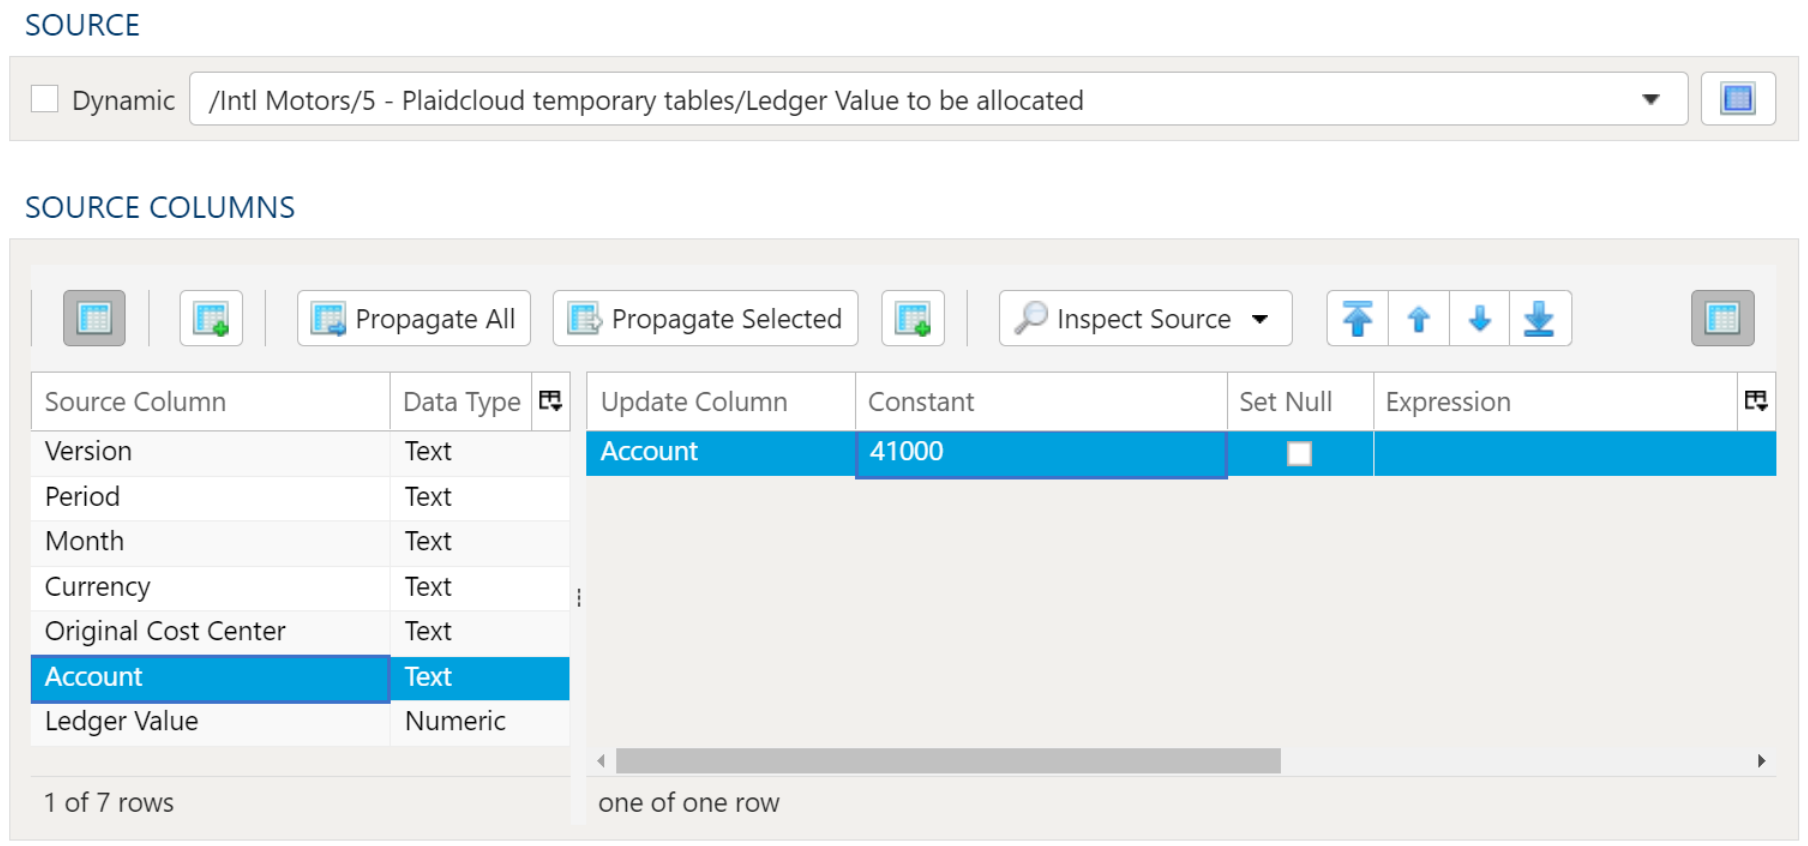 SOURCE
Dynamic /Intl Motors/5 - Plaidcloud temporary tables/Ledger Value to be allocated
SOURCE COLUMNS
Propagate All Propagate Selected Inspect Source
Source Column Data Type Update Column Constant Set Null Expression
Version Text Account 41000
Period Text
Month Text
Currency Text
Original Cost Center Text
Account Text
Ledger Value Numeric
1 of 7 rows one of one row